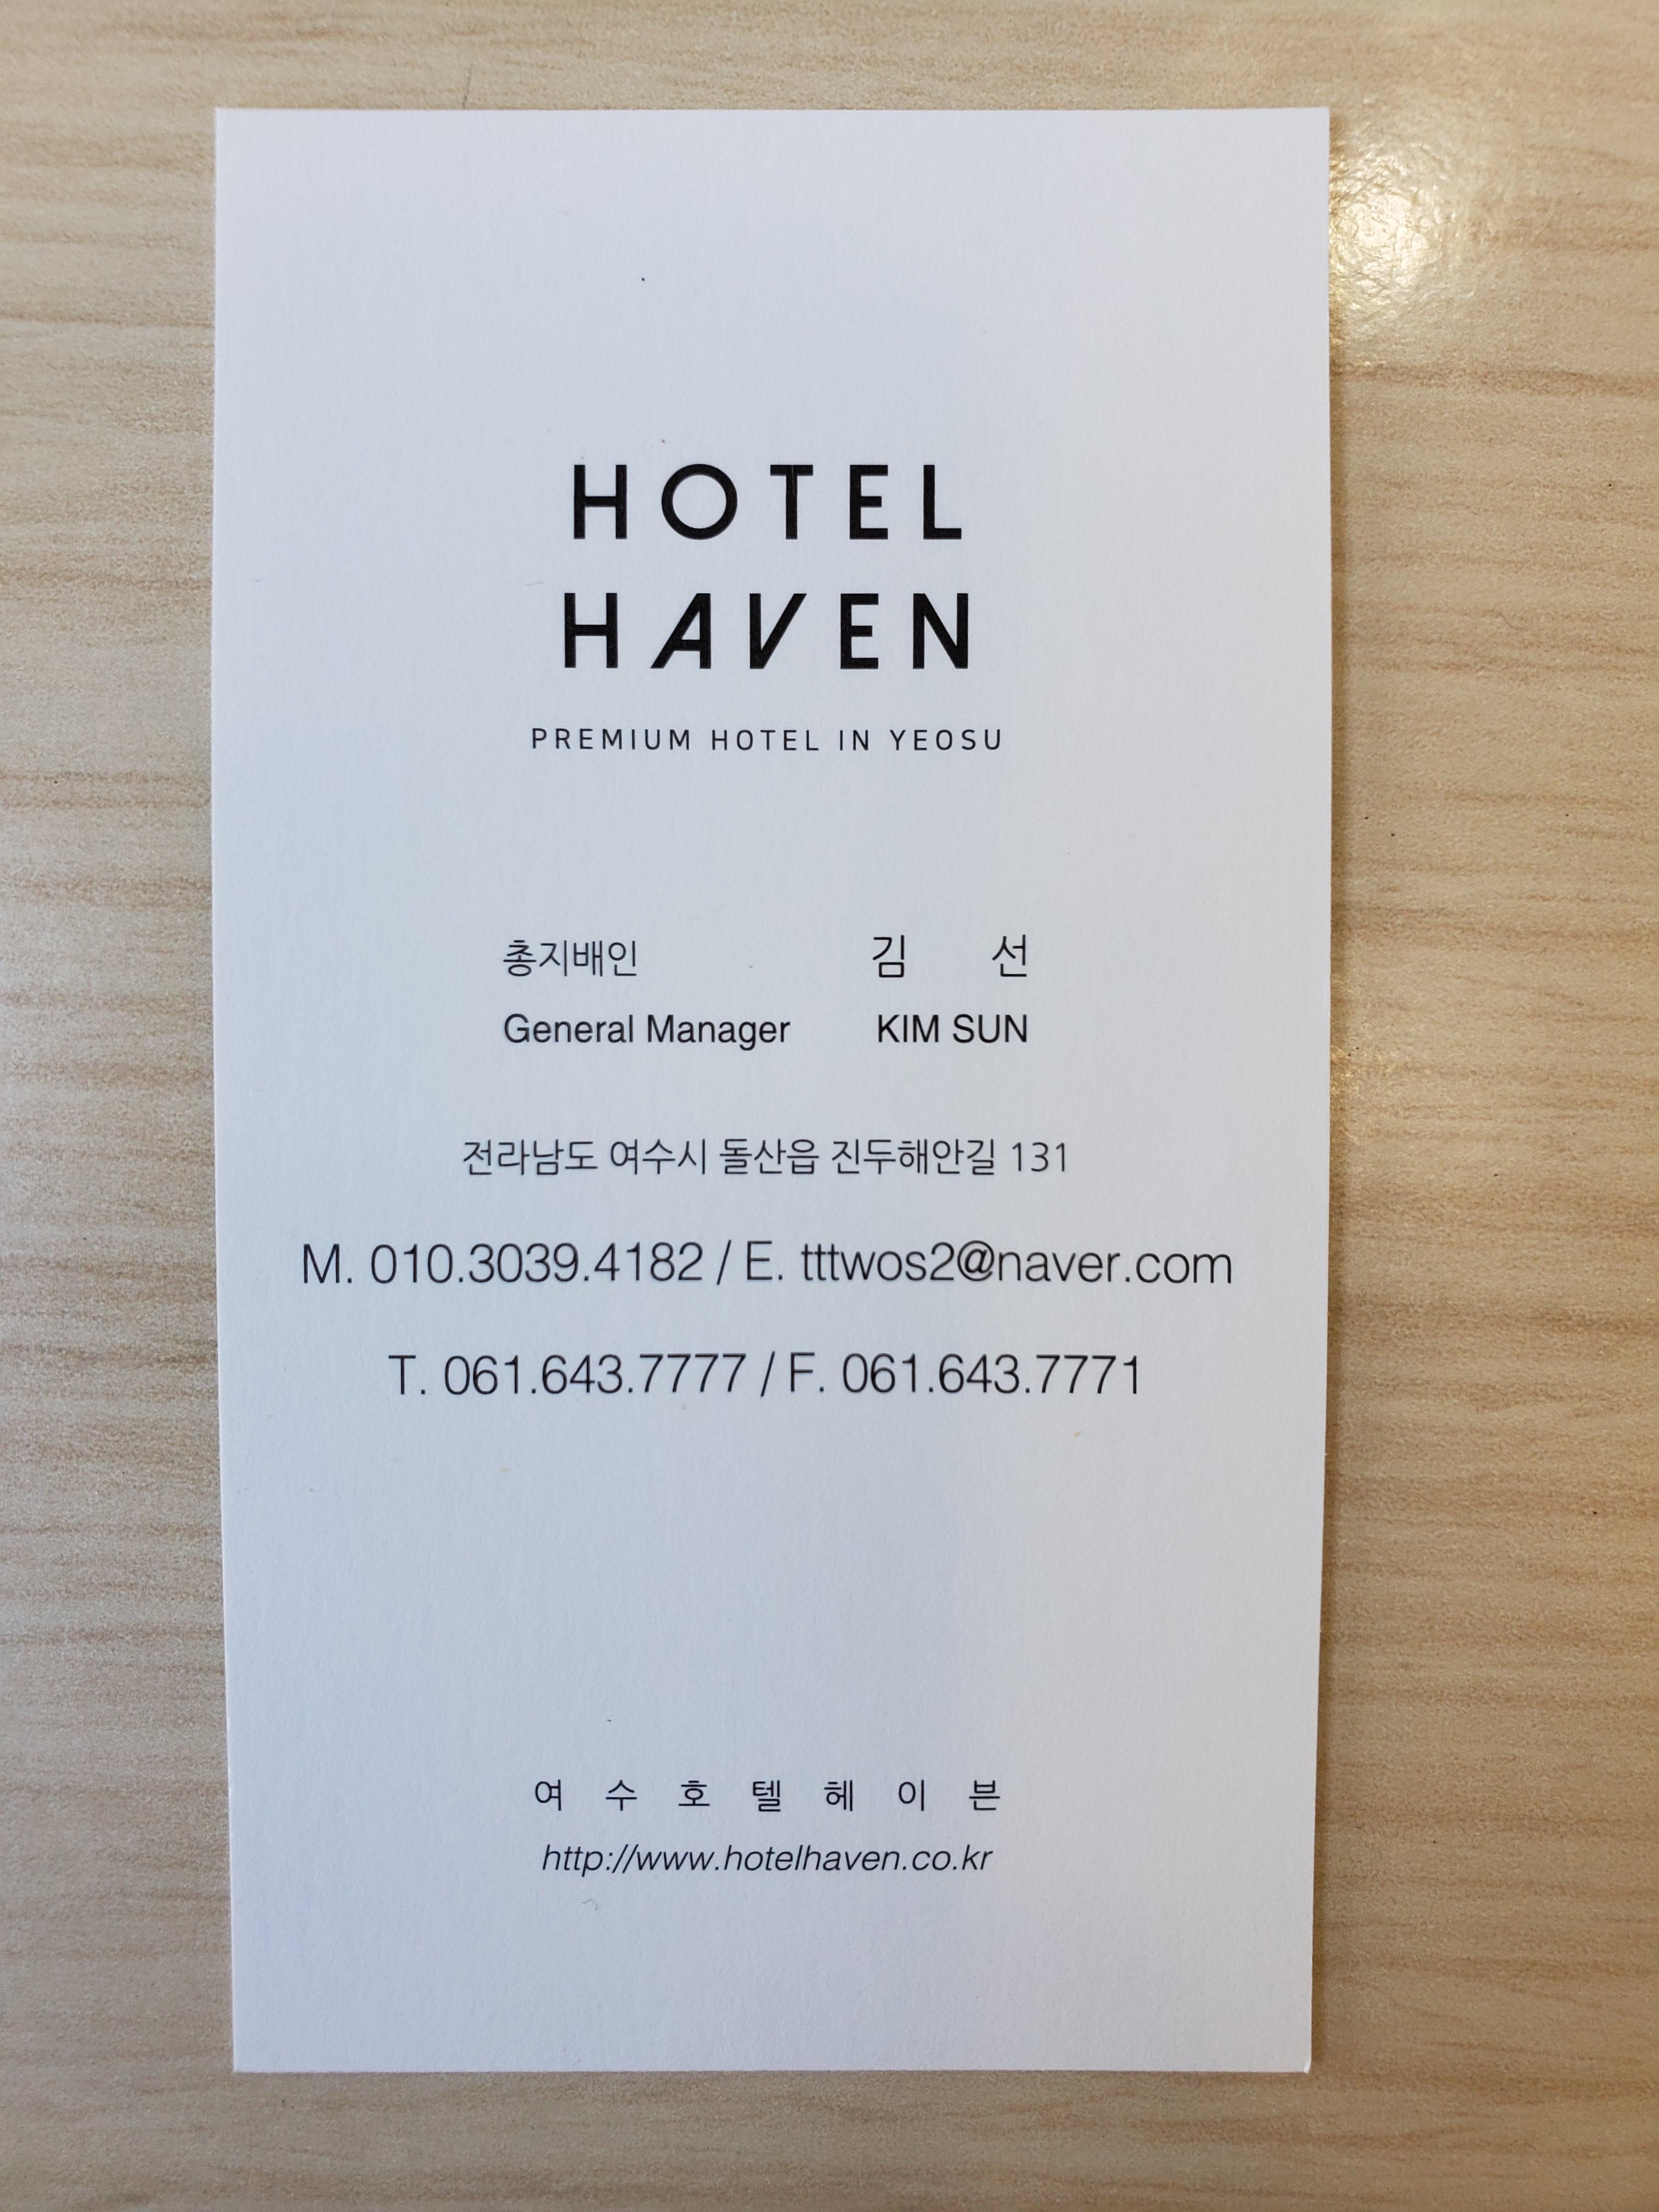 HOTEL
HAVEN
PREMIUM HOTEL IN YEOSU
총지배인 김 선
General Manager KIM SUN
전라남도 여수시 돌산읍 진두해안길 131
M. 010.3039.4182 / E. tttwos2@naver.com
T. 061.643.7777 / F. 061.643.7771
여 수 호 텔 헤 이 븐
http://www.hotelhaven.co.kr